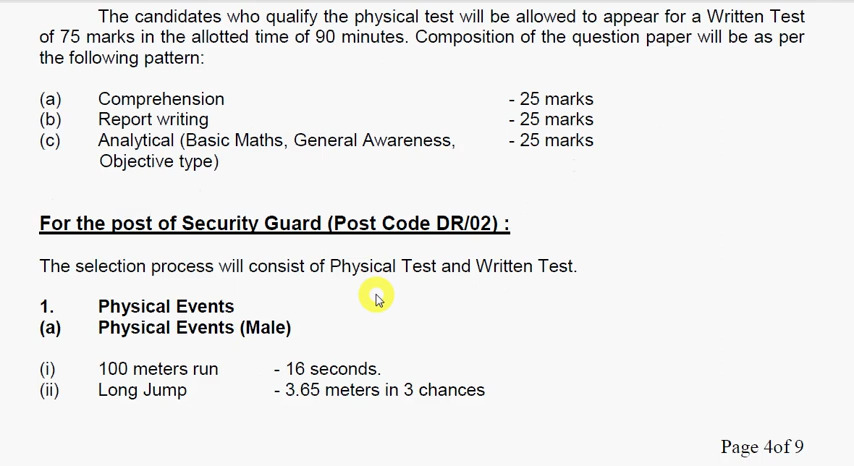 The candidates who qualify the physical test will be allowed to appear for a Written Test
of 75 marks in the allotted time of 90 minutes. Composition of the question paper will be as per
the following pattern:
(a) Comprehension - 25 marks
(b) Report writing - 25 marks
(c) Analytical (Basic Maths, General Awareness, - 25 marks
Objective type)
For the post of Security Guard (Post Code DR/02) :
The selection process will consist of Physical Test and Written Test.
1. Physical Events
(a) Physical Events (Male)
(i) 100 meters run - 16 seconds.
(ii) Long Jump - 3.65 meters in 3 chances
Page 4of 9